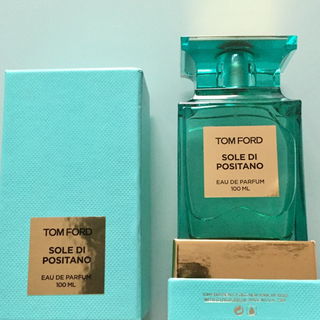 TOM FORD
SOLE DI
POSITANO
EAU DE PARFUM
100 ML
TOM FORD
SOLE DI
POSITANO
EAU DE PARFUM
100 ML